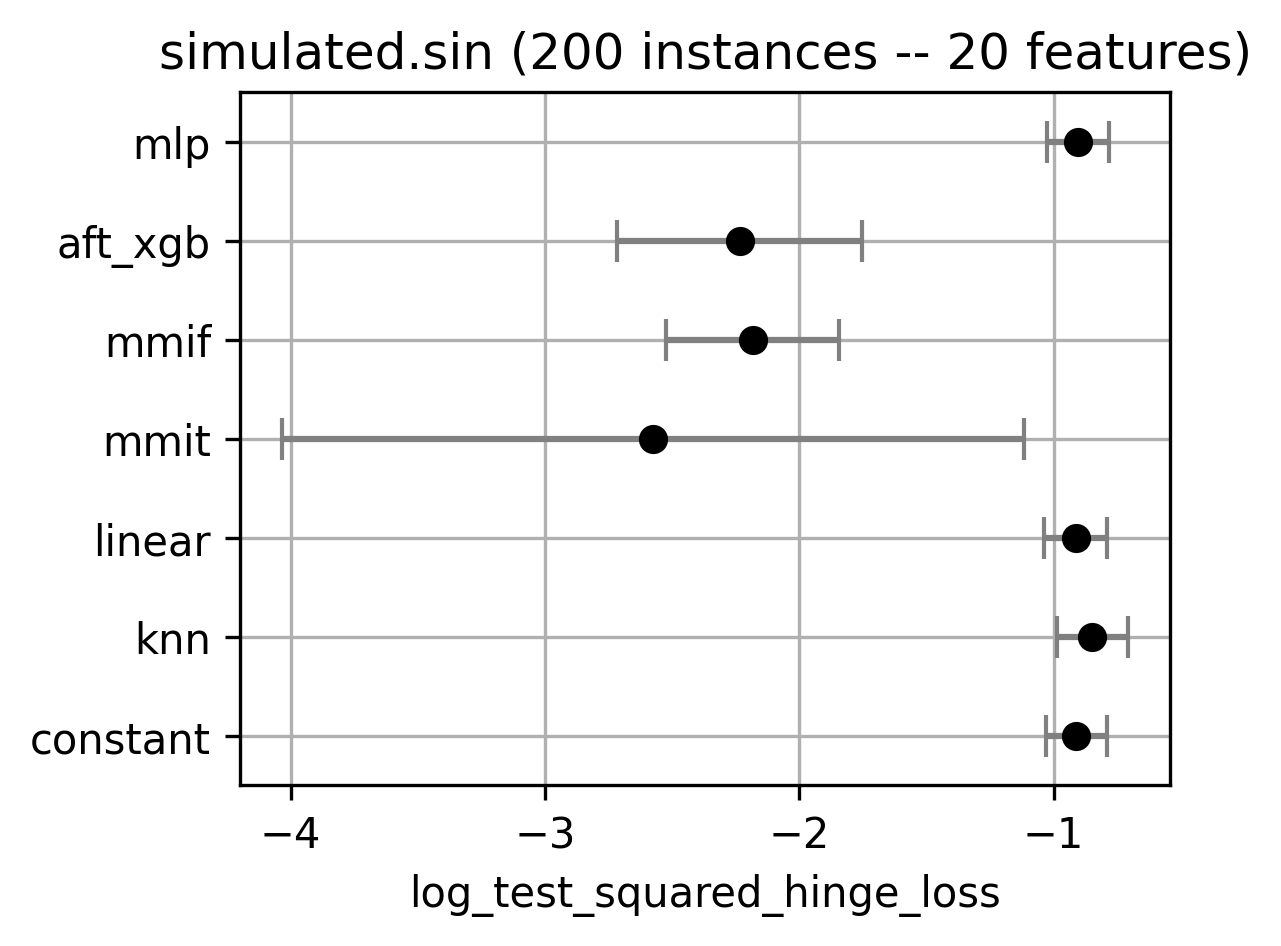 simulated.sin (200 instances -- 20 features)
mlp
aft_xgb
mmif
mmit
linear
knn
constant
−4 −3 −2 −1
log_test_squared_hinge_loss